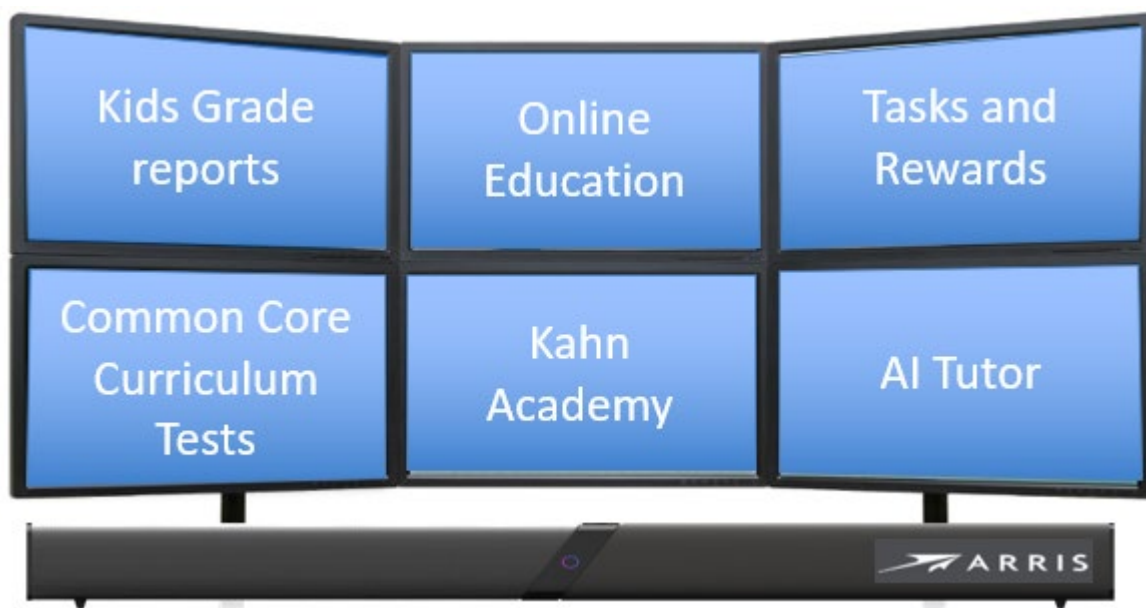 Kids Grade
reports
Online
Education
Tasks and
Rewards
Common Core
Curriculum
Tests
Kahn
Academy
AI Tutor
ARRIS